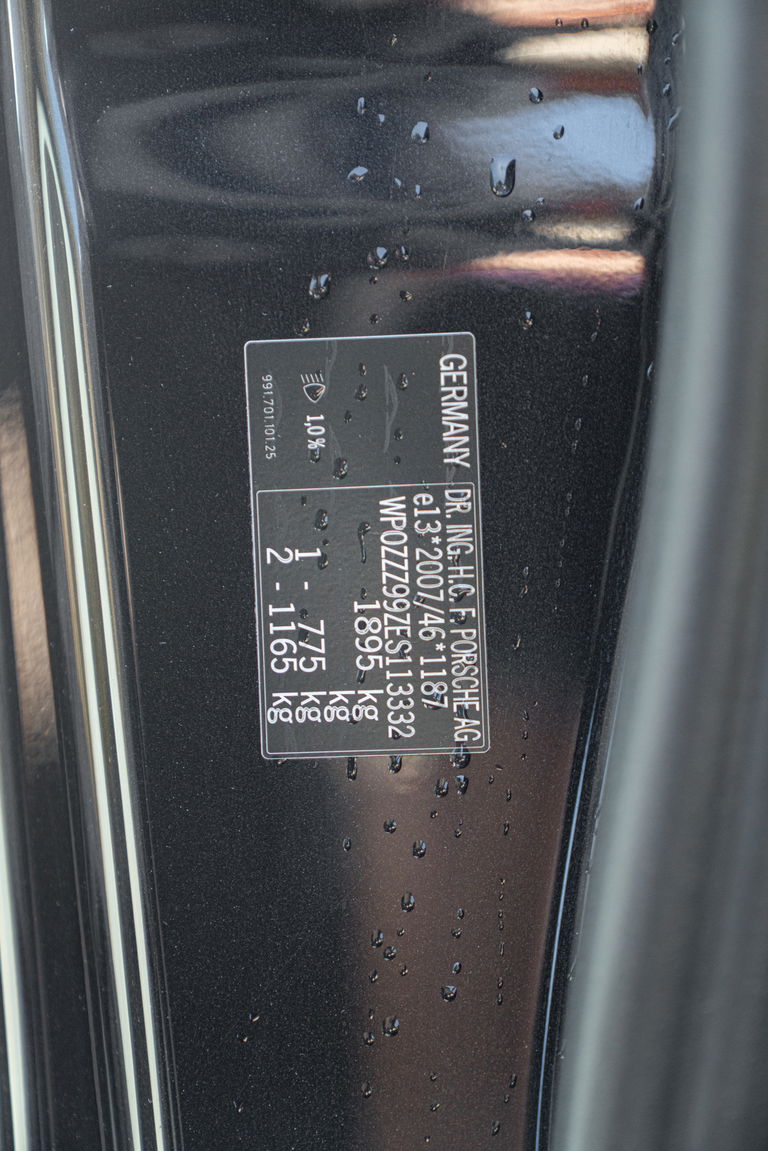 GERMANY
DR. ING. H.C. F. PORSCHE AG
e13*2007/46*1187
WP0ZZZ99ZES113332
1895 kg
kg
1 - 775 kg
2 - 1165 kg
1,0%
991.701.101.25